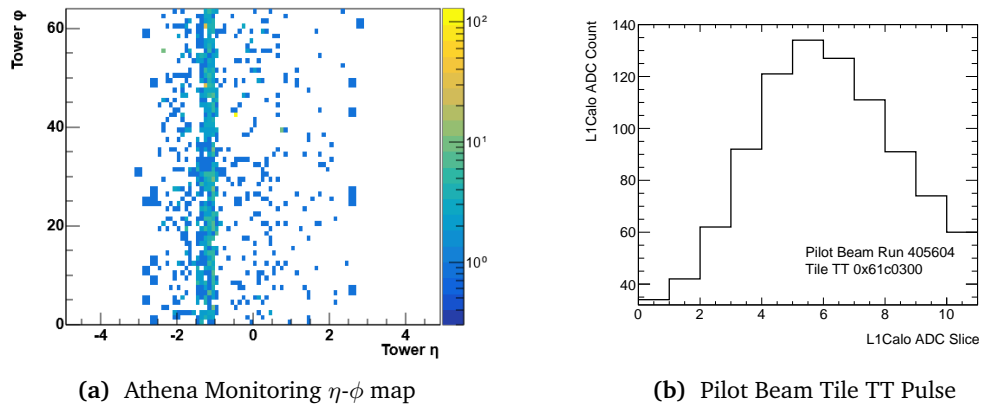 Tower φ
60
40
20
0
-4 -2 0 2 4
Tower η
10²
10¹
10⁰
(a) Athena Monitoring η-ϕ map
L1Calo ADC Count
140
120
100
80
60
40
0 2 4 6 8 10
L1Calo ADC Slice
Pilot Beam Run 405604
Tile TT 0x61c0300
(b) Pilot Beam Tile TT Pulse